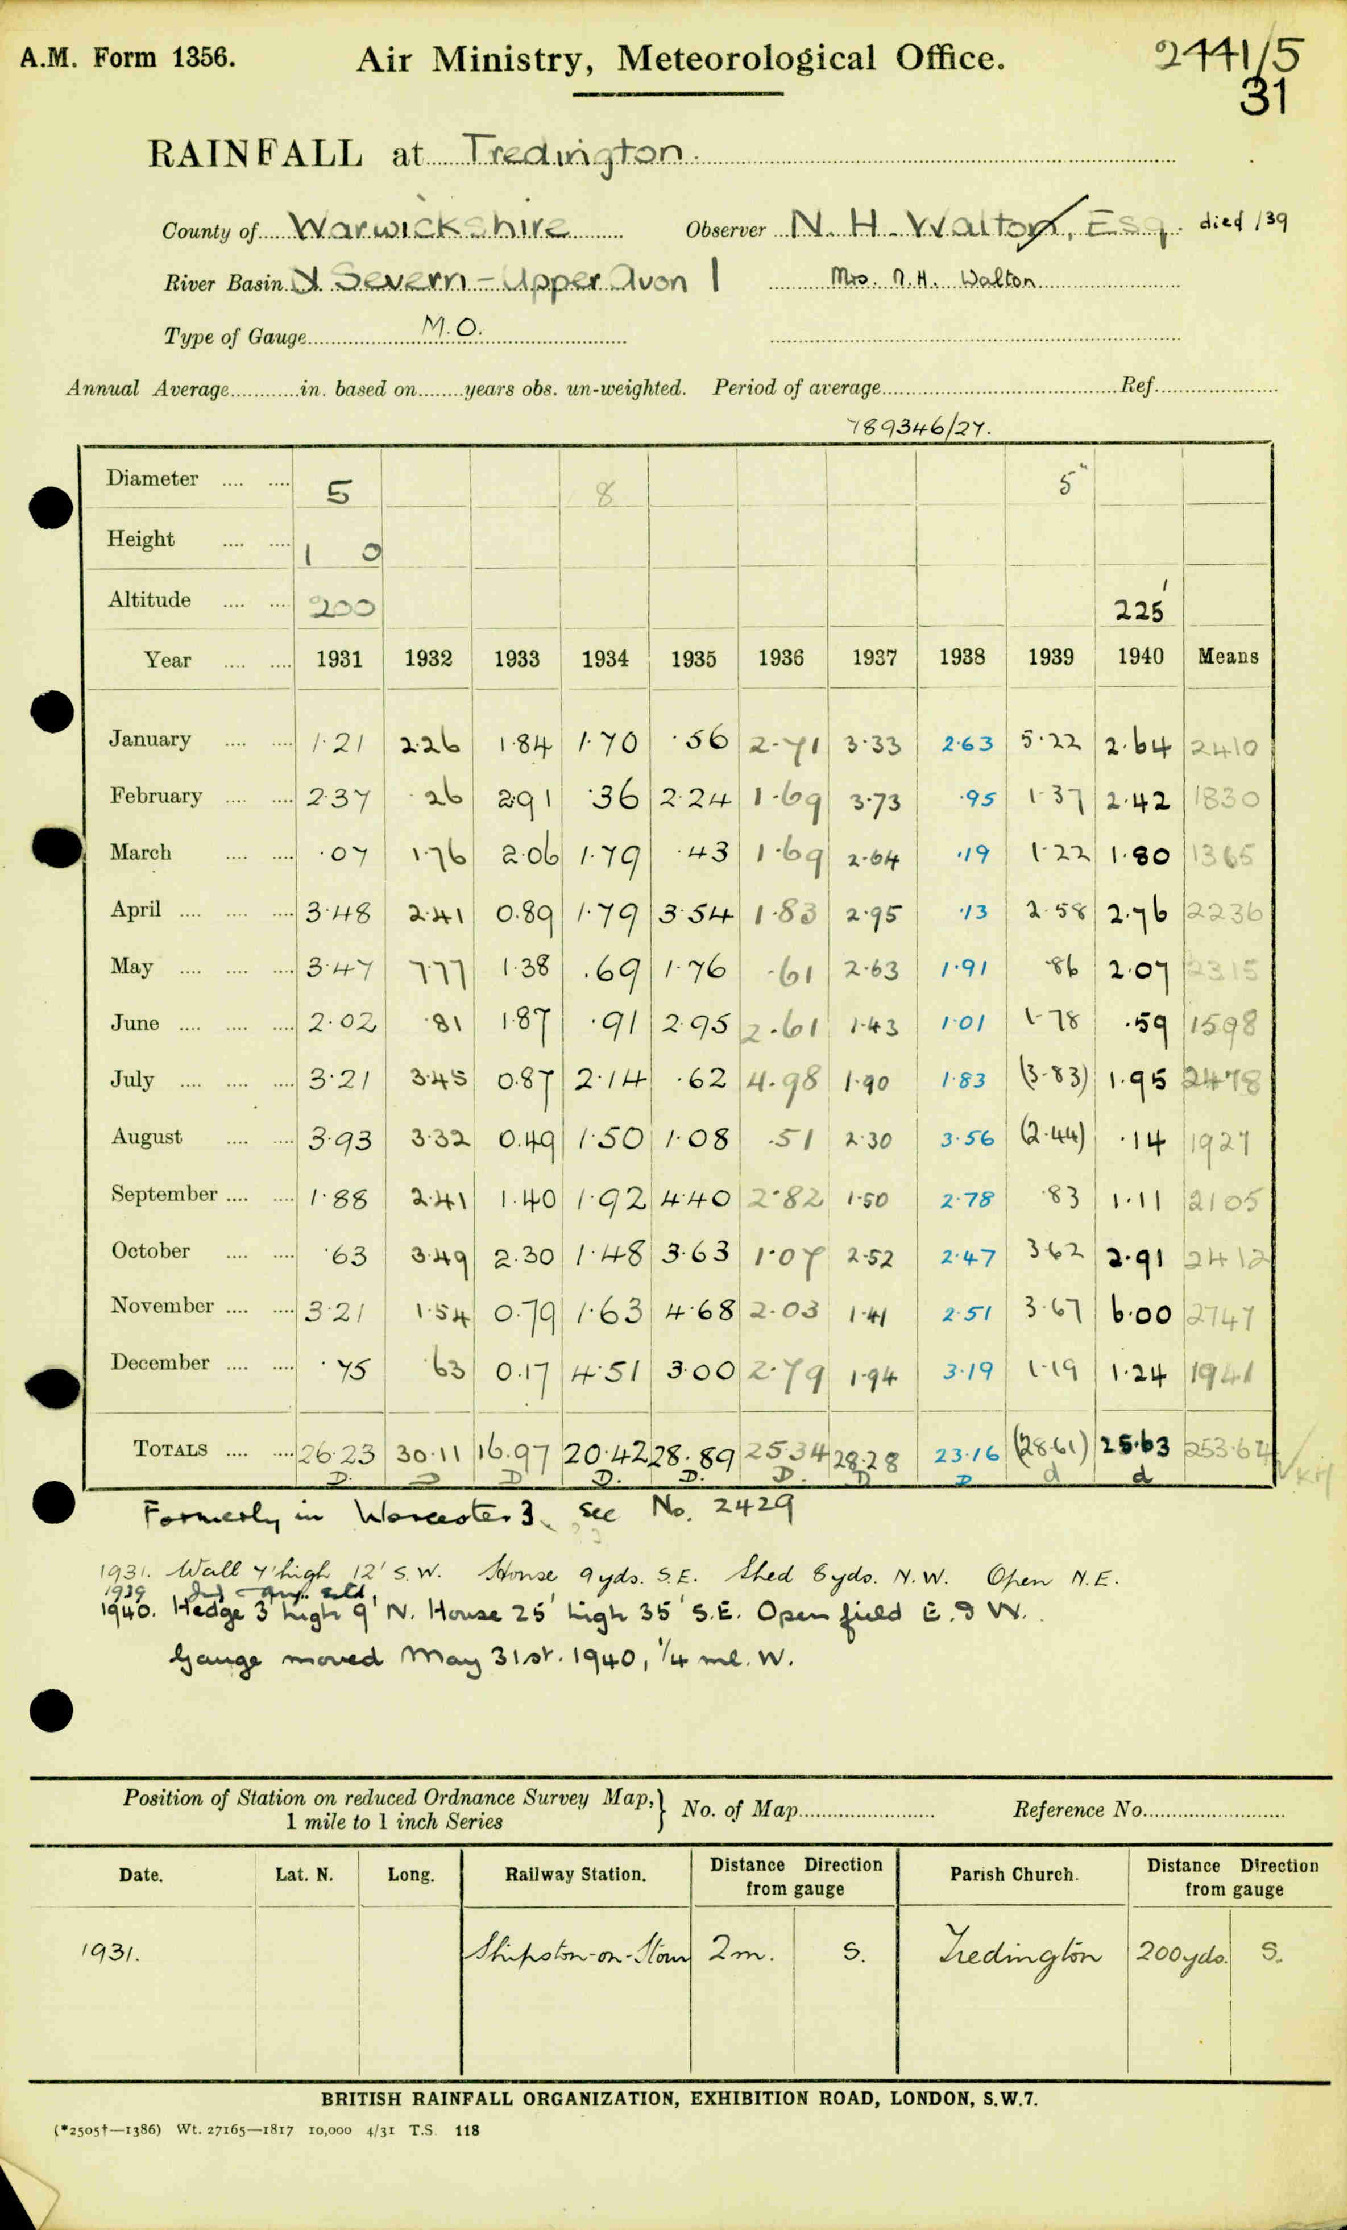 A.M. Form 1356. Air Ministry, Meteorological Office. 2441/5
31
RAINFALL at Tredington.
County of Warwickshire Observer N. H. Walton, Esq. died /39
River Basin Severn - Upper Avon 1 Mrs. N.H. Walton
Type of Gauge M.O.
Annual Average in. based on years obs. un-weighted. Period of average Ref.
789346/27.
Diameter 5 8 5"
Height 1 0
Altitude 200 225'
Year 1931 1932 1933 1934 1935 1936 1937 1938 1939 1940 Means
January 1.21 2.26 1.84 1.70 .56 2.71 3.33 2.63 5.22 2.64 2410
February 2.37 .26 2.91 .36 2.24 1.69 3.73 .95 1.37 2.42 1830
March .07 1.76 2.06 1.79 .43 1.69 2.64 .19 1.22 1.80 1365
April 3.48 2.41 0.89 1.79 3.54 1.83 2.95 .13 2.58 2.76 2236
May 3.47 7.77 1.38 .69 1.76 .61 2.63 1.91 .86 2.07 2315
June 2.02 .81 1.87 .91 2.95 2.61 1.43 1.01 1.78 .59 1598
July 3.21 3.45 0.87 2.14 .62 4.98 1.90 1.83 (3.83) 1.95 2478
August 3.93 3.32 0.49 1.50 1.08 .51 2.30 3.56 (2.44) .14 1927
September 1.88 2.41 1.40 1.92 4.40 2.82 1.50 2.78 .83 1.11 2105
October .63 3.49 2.30 1.48 3.63 1.07 2.52 2.47 3.62 2.91 2412
November 3.21 1.54 0.79 1.63 4.68 2.03 1.41 2.51 3.67 6.00 2747
December .75 .63 0.17 4.51 3.00 2.79 1.94 3.19 1.19 1.24 1941
TOTALS 26.23 30.11 16.97 20.42 28.89 25.34 28.28 23.16 (28.61) 25.63 253.64
D. D D D. D. D. D D d d KH
Formerly in Worcester 3, see No. 2429
1931. Wall 7' high 12' S.W. House 9yds. S.E. Shed 8yds. N.W. Open N.E.
1939
1940. Hedge 3' high 9' N. House 25' high 35' S.E. Open field E. & W.
Gauge moved May 31st. 1940, 1/4 ml. W.
Position of Station on reduced Ordnance Survey Map, 1 mile to 1 inch Series } No. of Map Reference No.
Date. Lat. N. Long. Railway Station. Distance Direction from gauge Parish Church. Distance Direction from gauge
1931. Shipston-on-Stour 2m. S. Tredington 200yds. S.
BRITISH RAINFALL ORGANIZATION, EXHIBITION ROAD, LONDON, S.W.7.
(*2505†—1386) Wt. 27165—1817 10,000 4/31 T.S. 118